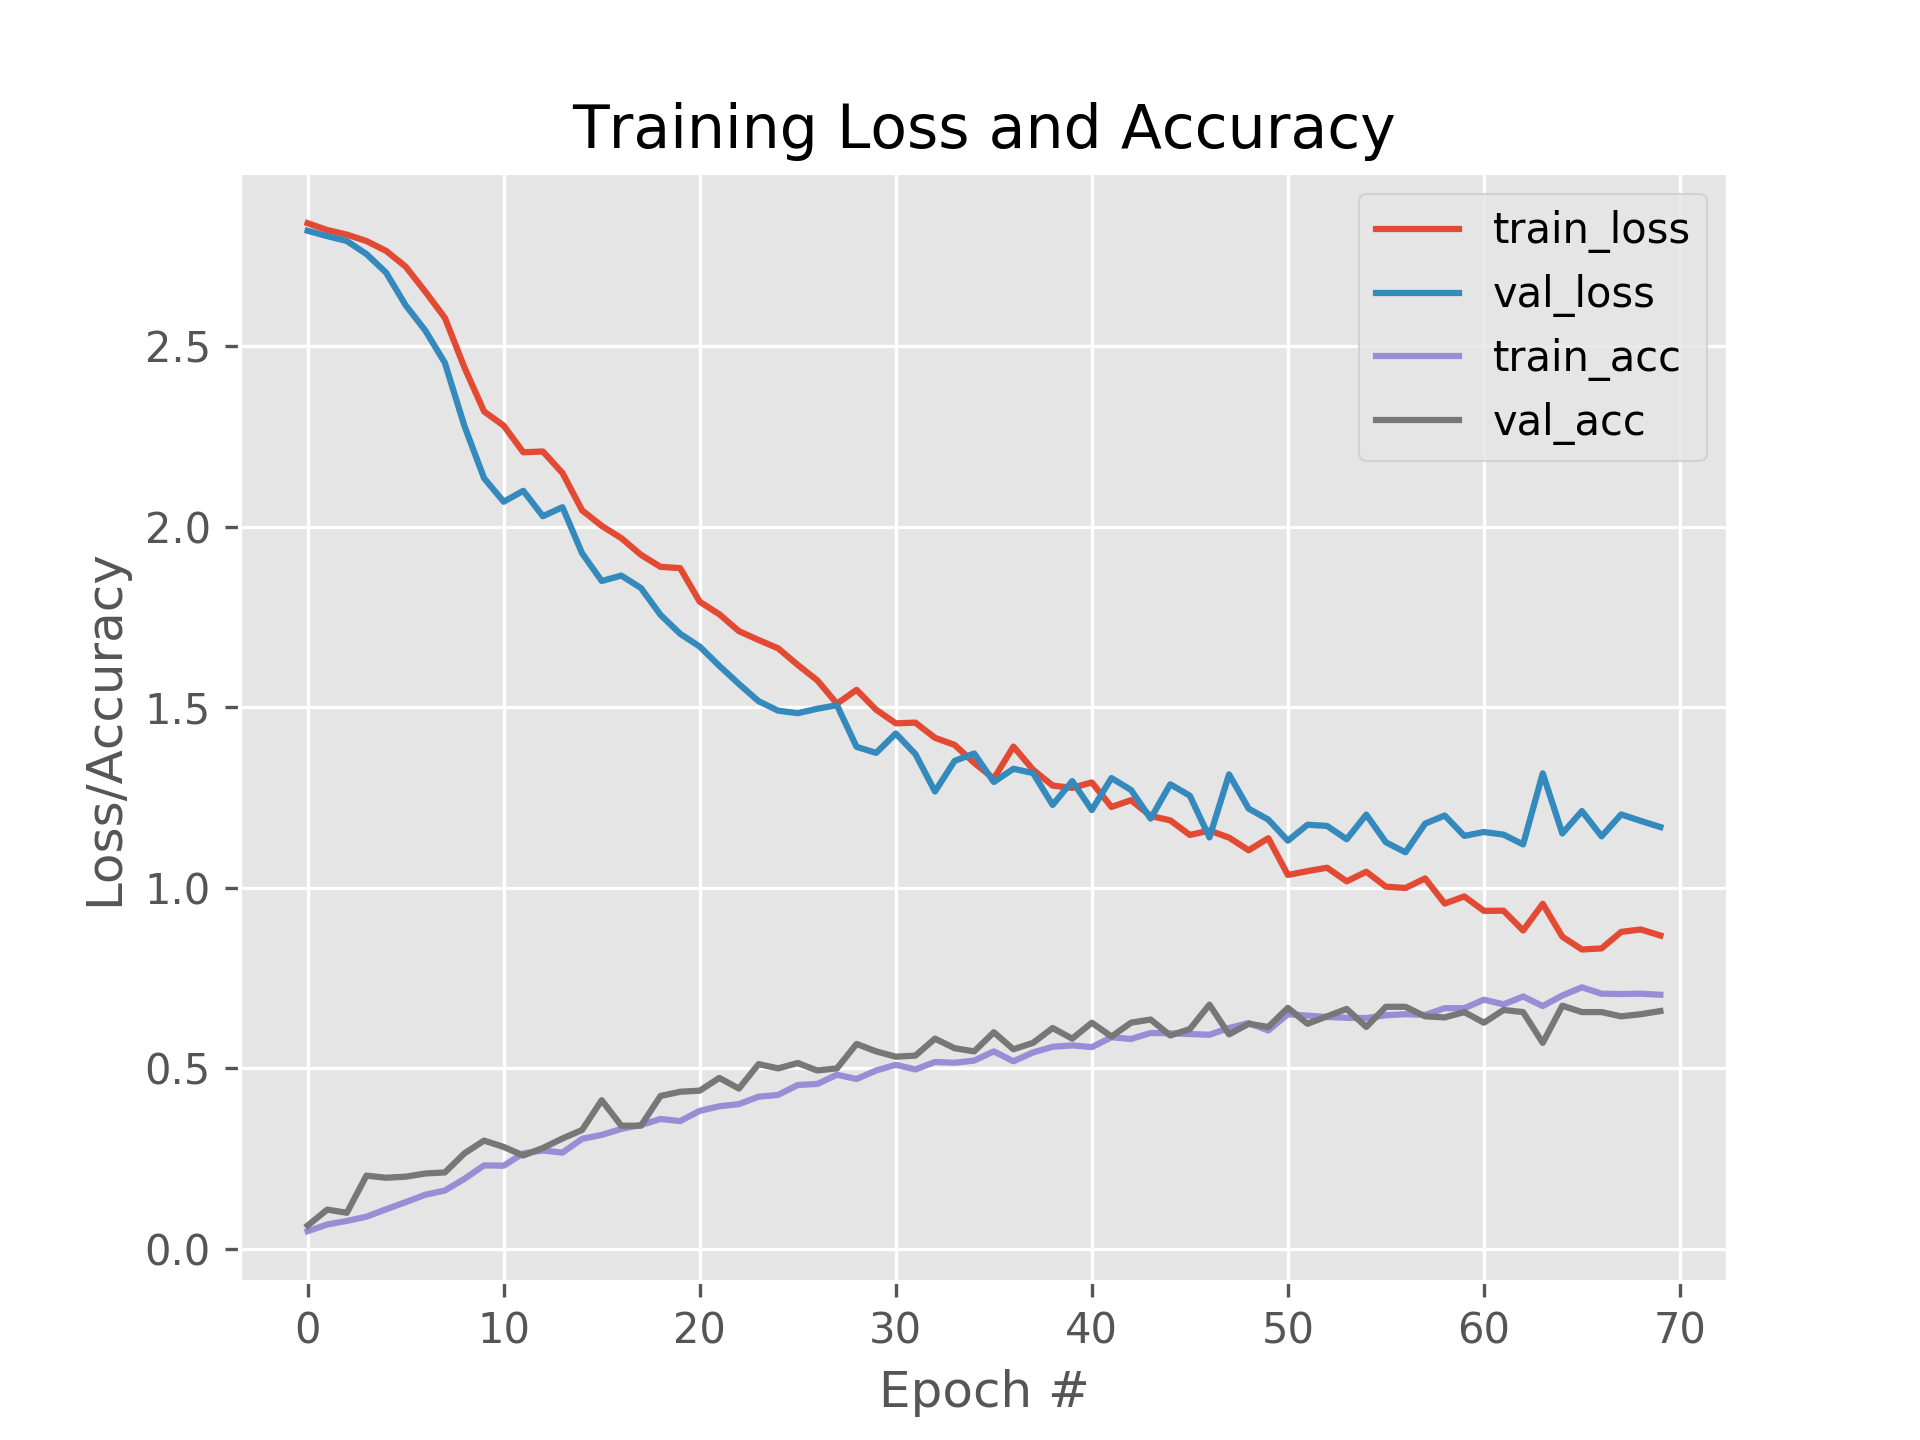 Training Loss and Accuracy
train_loss
val_loss
train_acc
val_acc
Loss/Accuracy
2.5
2.0
1.5
1.0
0.5
0.0
0 10 20 30 40 50 60 70
Epoch #